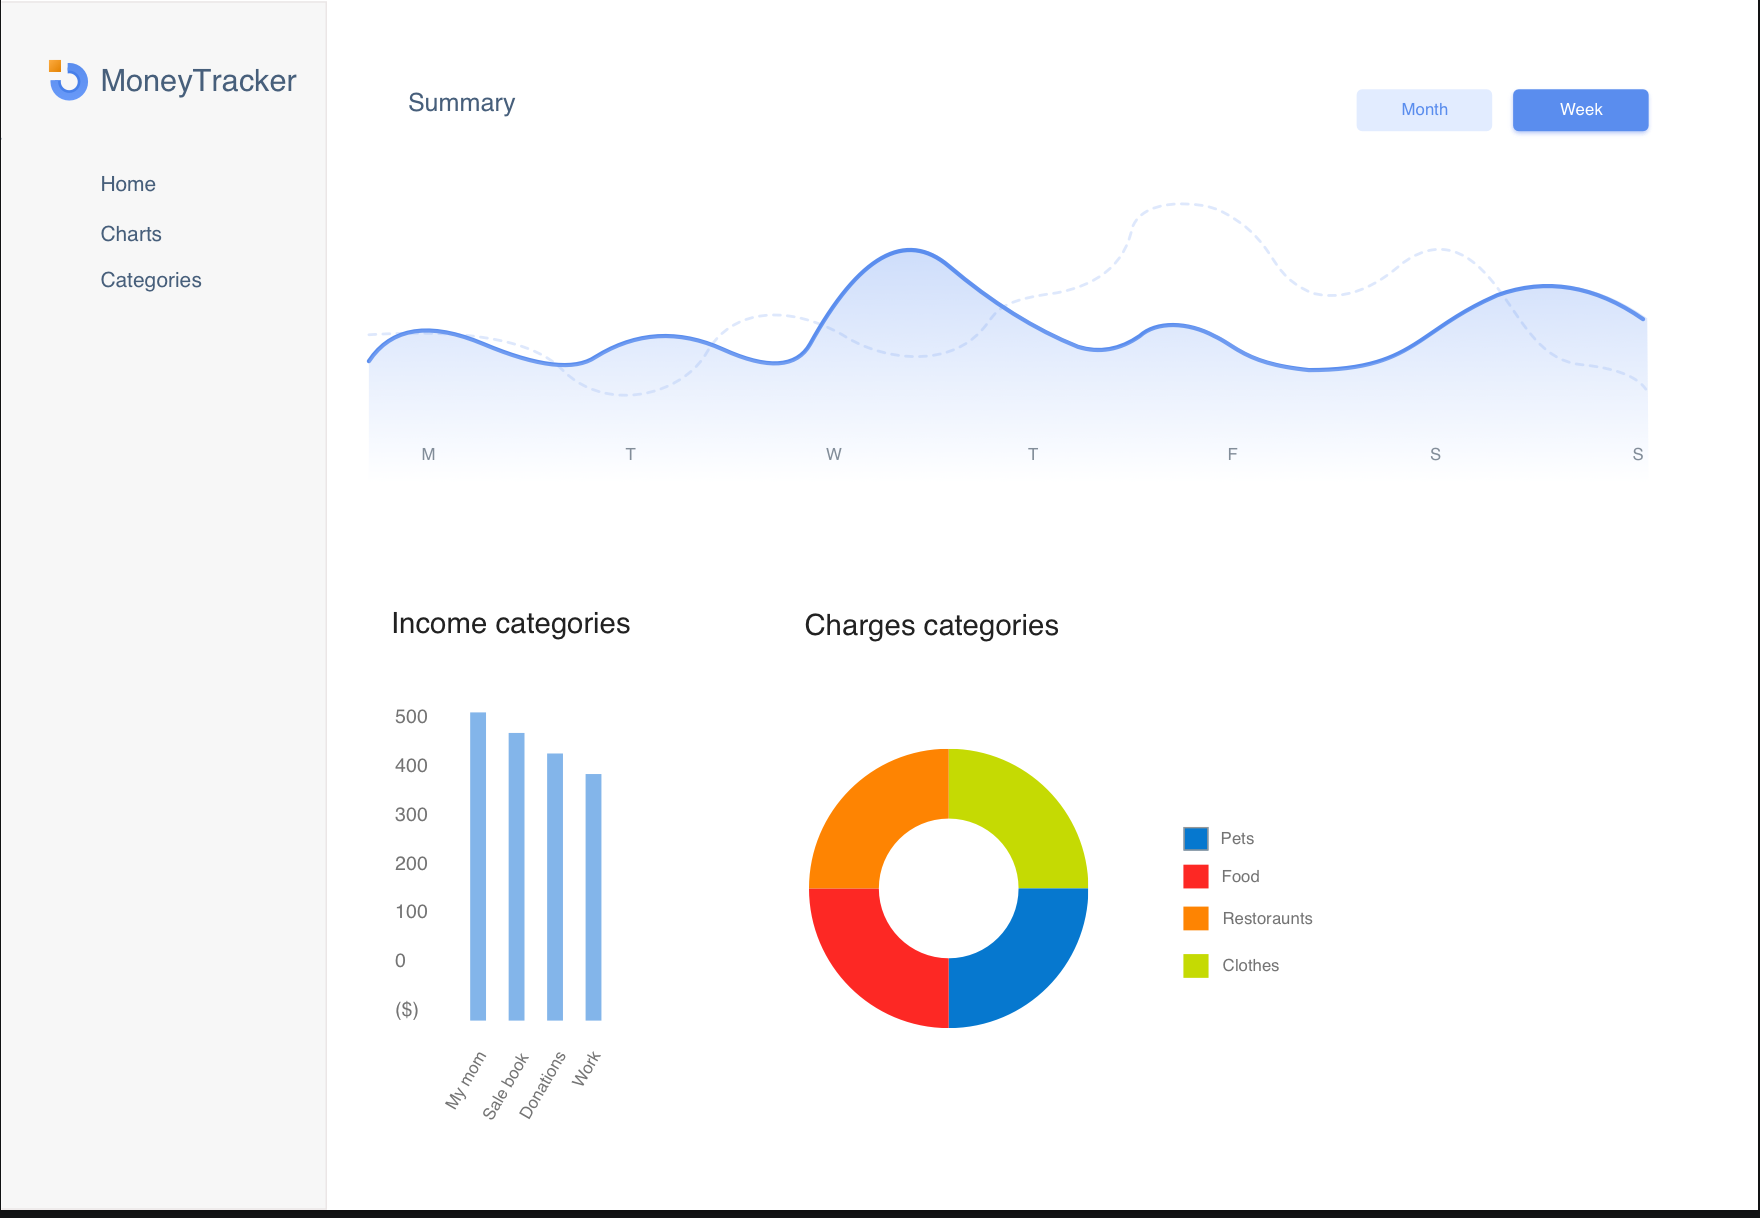 MoneyTracker
Home
Charts
Categories
Summary
Month
Week
M
T
W
T
F
S
S
Income categories
500
400
300
200
100
0
($)
My mom
Sale book
Donations
Work
Charges categories
Pets
Food
Restoraunts
Clothes